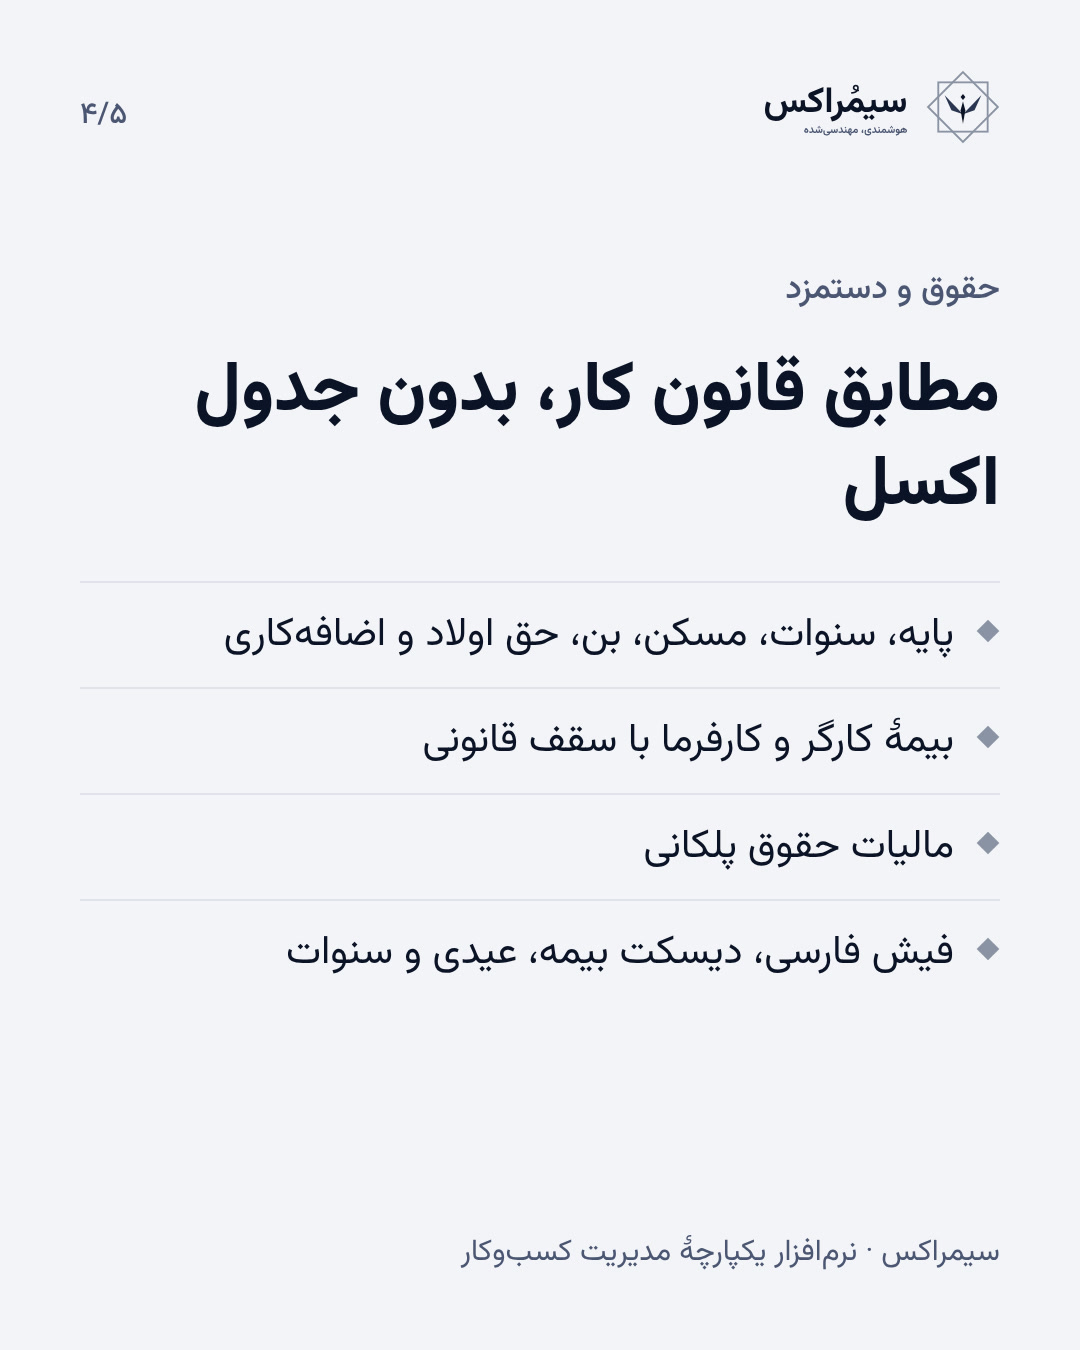 سیمُراکس
هوشمندی، مهندسی‌شده
۴/۵
حقوق و دستمزد
مطابق قانون کار، بدون جدول
اکسل
پایه، سنوات، مسکن، بن، حق اولاد و اضافه‌کاری
بیمهٔ کارگر و کارفرما با سقف قانونی
مالیات حقوق پلکانی
فیش فارسی، دیسکت بیمه، عیدی و سنوات
سیمراکس · نرم‌افزار یکپارچهٔ مدیریت کسب‌وکار